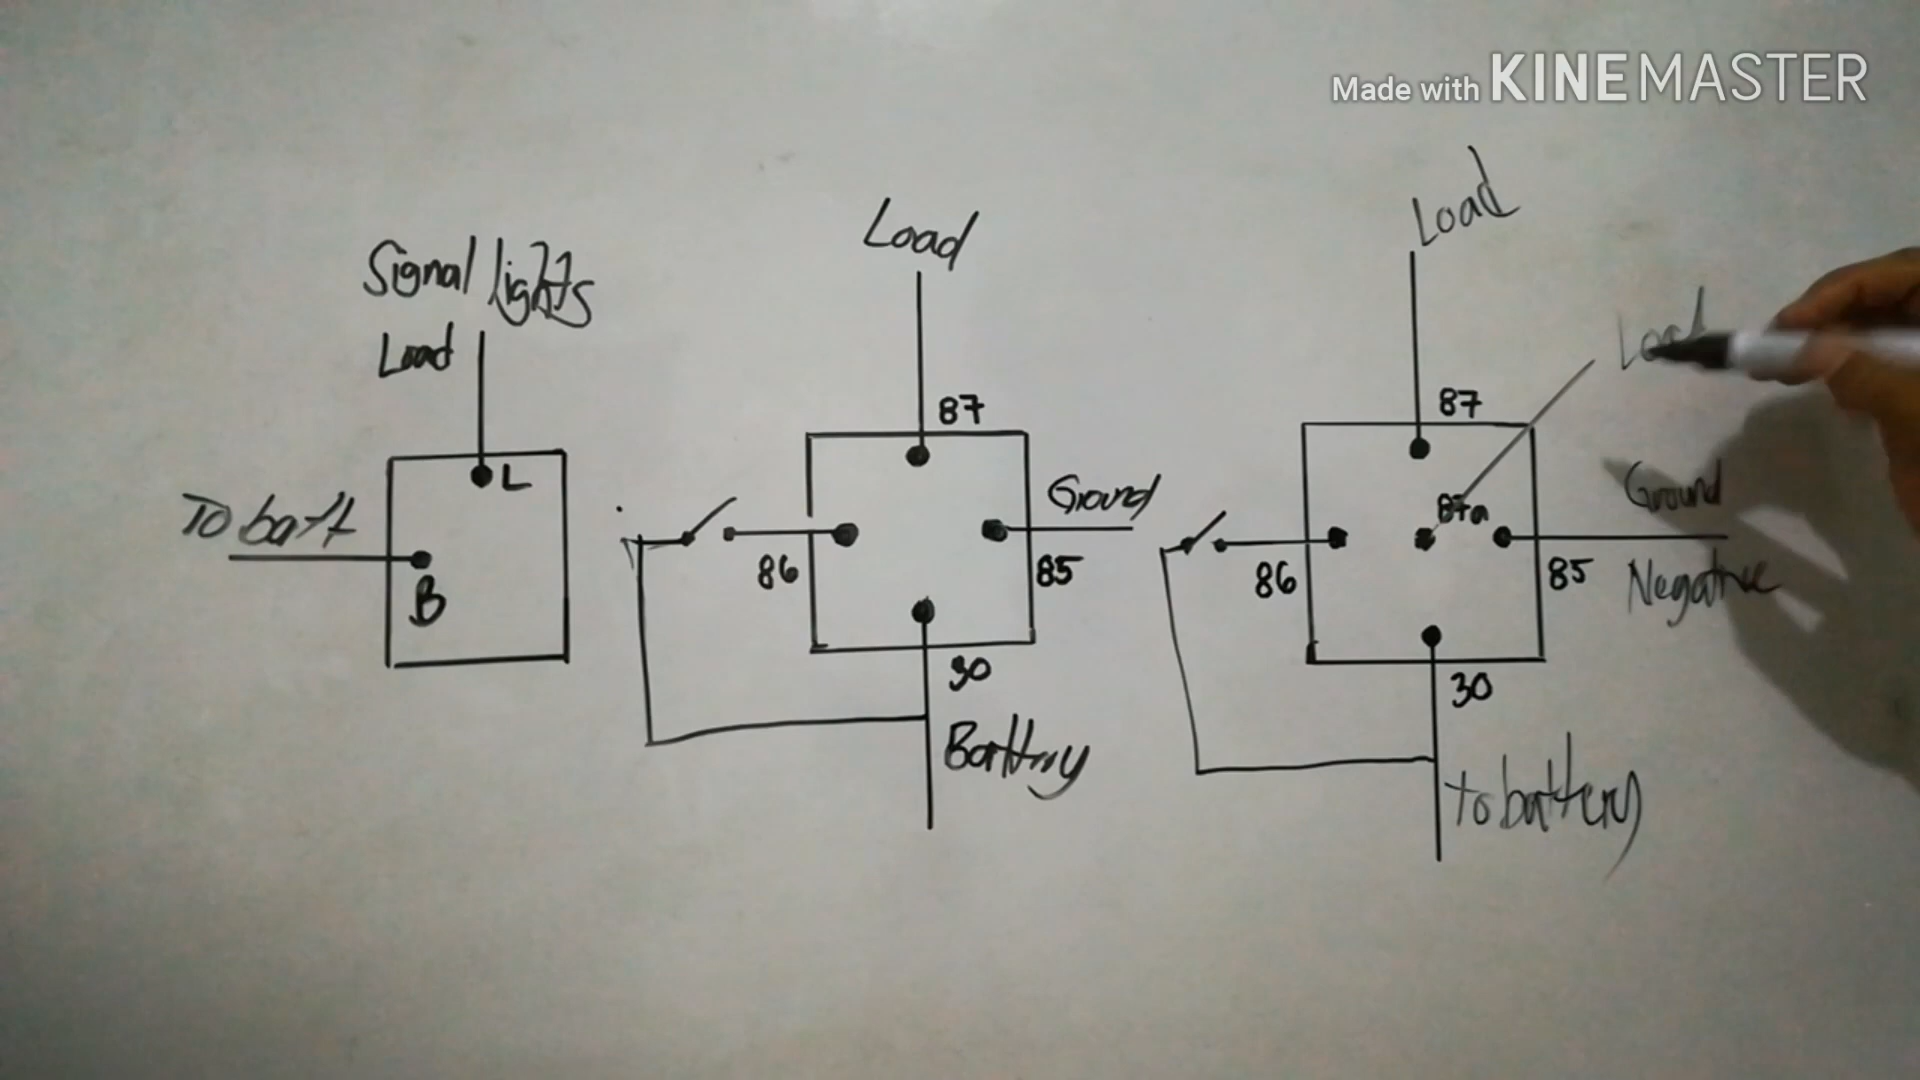 Made with KINEMASTER
Signal lights
Load
L
To batt
B
Load
87
86
Ground
85
30
Battery
Load
Load
87
87a
86
Ground
85
Negative
30
to battery